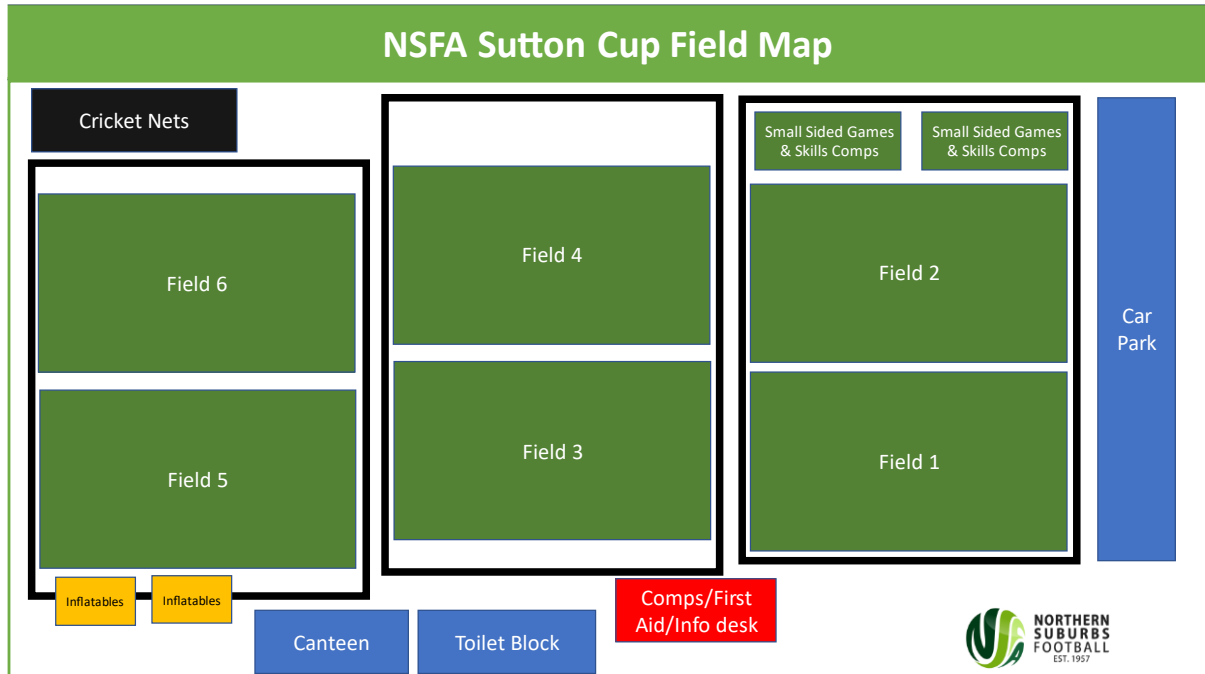 NSFA Sutton Cup Field Map
Cricket Nets
Small Sided Games
& Skills Comps
Small Sided Games
& Skills Comps
Field 6
Field 4
Field 2
Car
Park
Field 5
Field 3
Field 1
Inflatables
Inflatables
Canteen
Toilet Block
Comps/First
Aid/Info desk
NSFA
NORTHERN
SUBURBS
FOOTBALL
EST. 1957